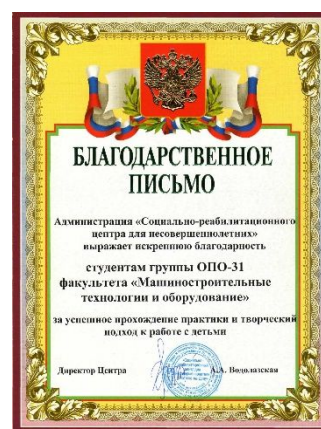 БЛАГОДАРСТВЕННОЕ
ПИСЬМО
Администрация «Социально-реабилитационного
центра для несовершеннолетних»
выражает искреннюю благодарность
студентам группы ОПО-31
факультета «Машиностроительные
технологии и оборудование»
за успешное прохождение практики и творческий
подход к работе с детьми
Директор Центра А.А. Водолазская